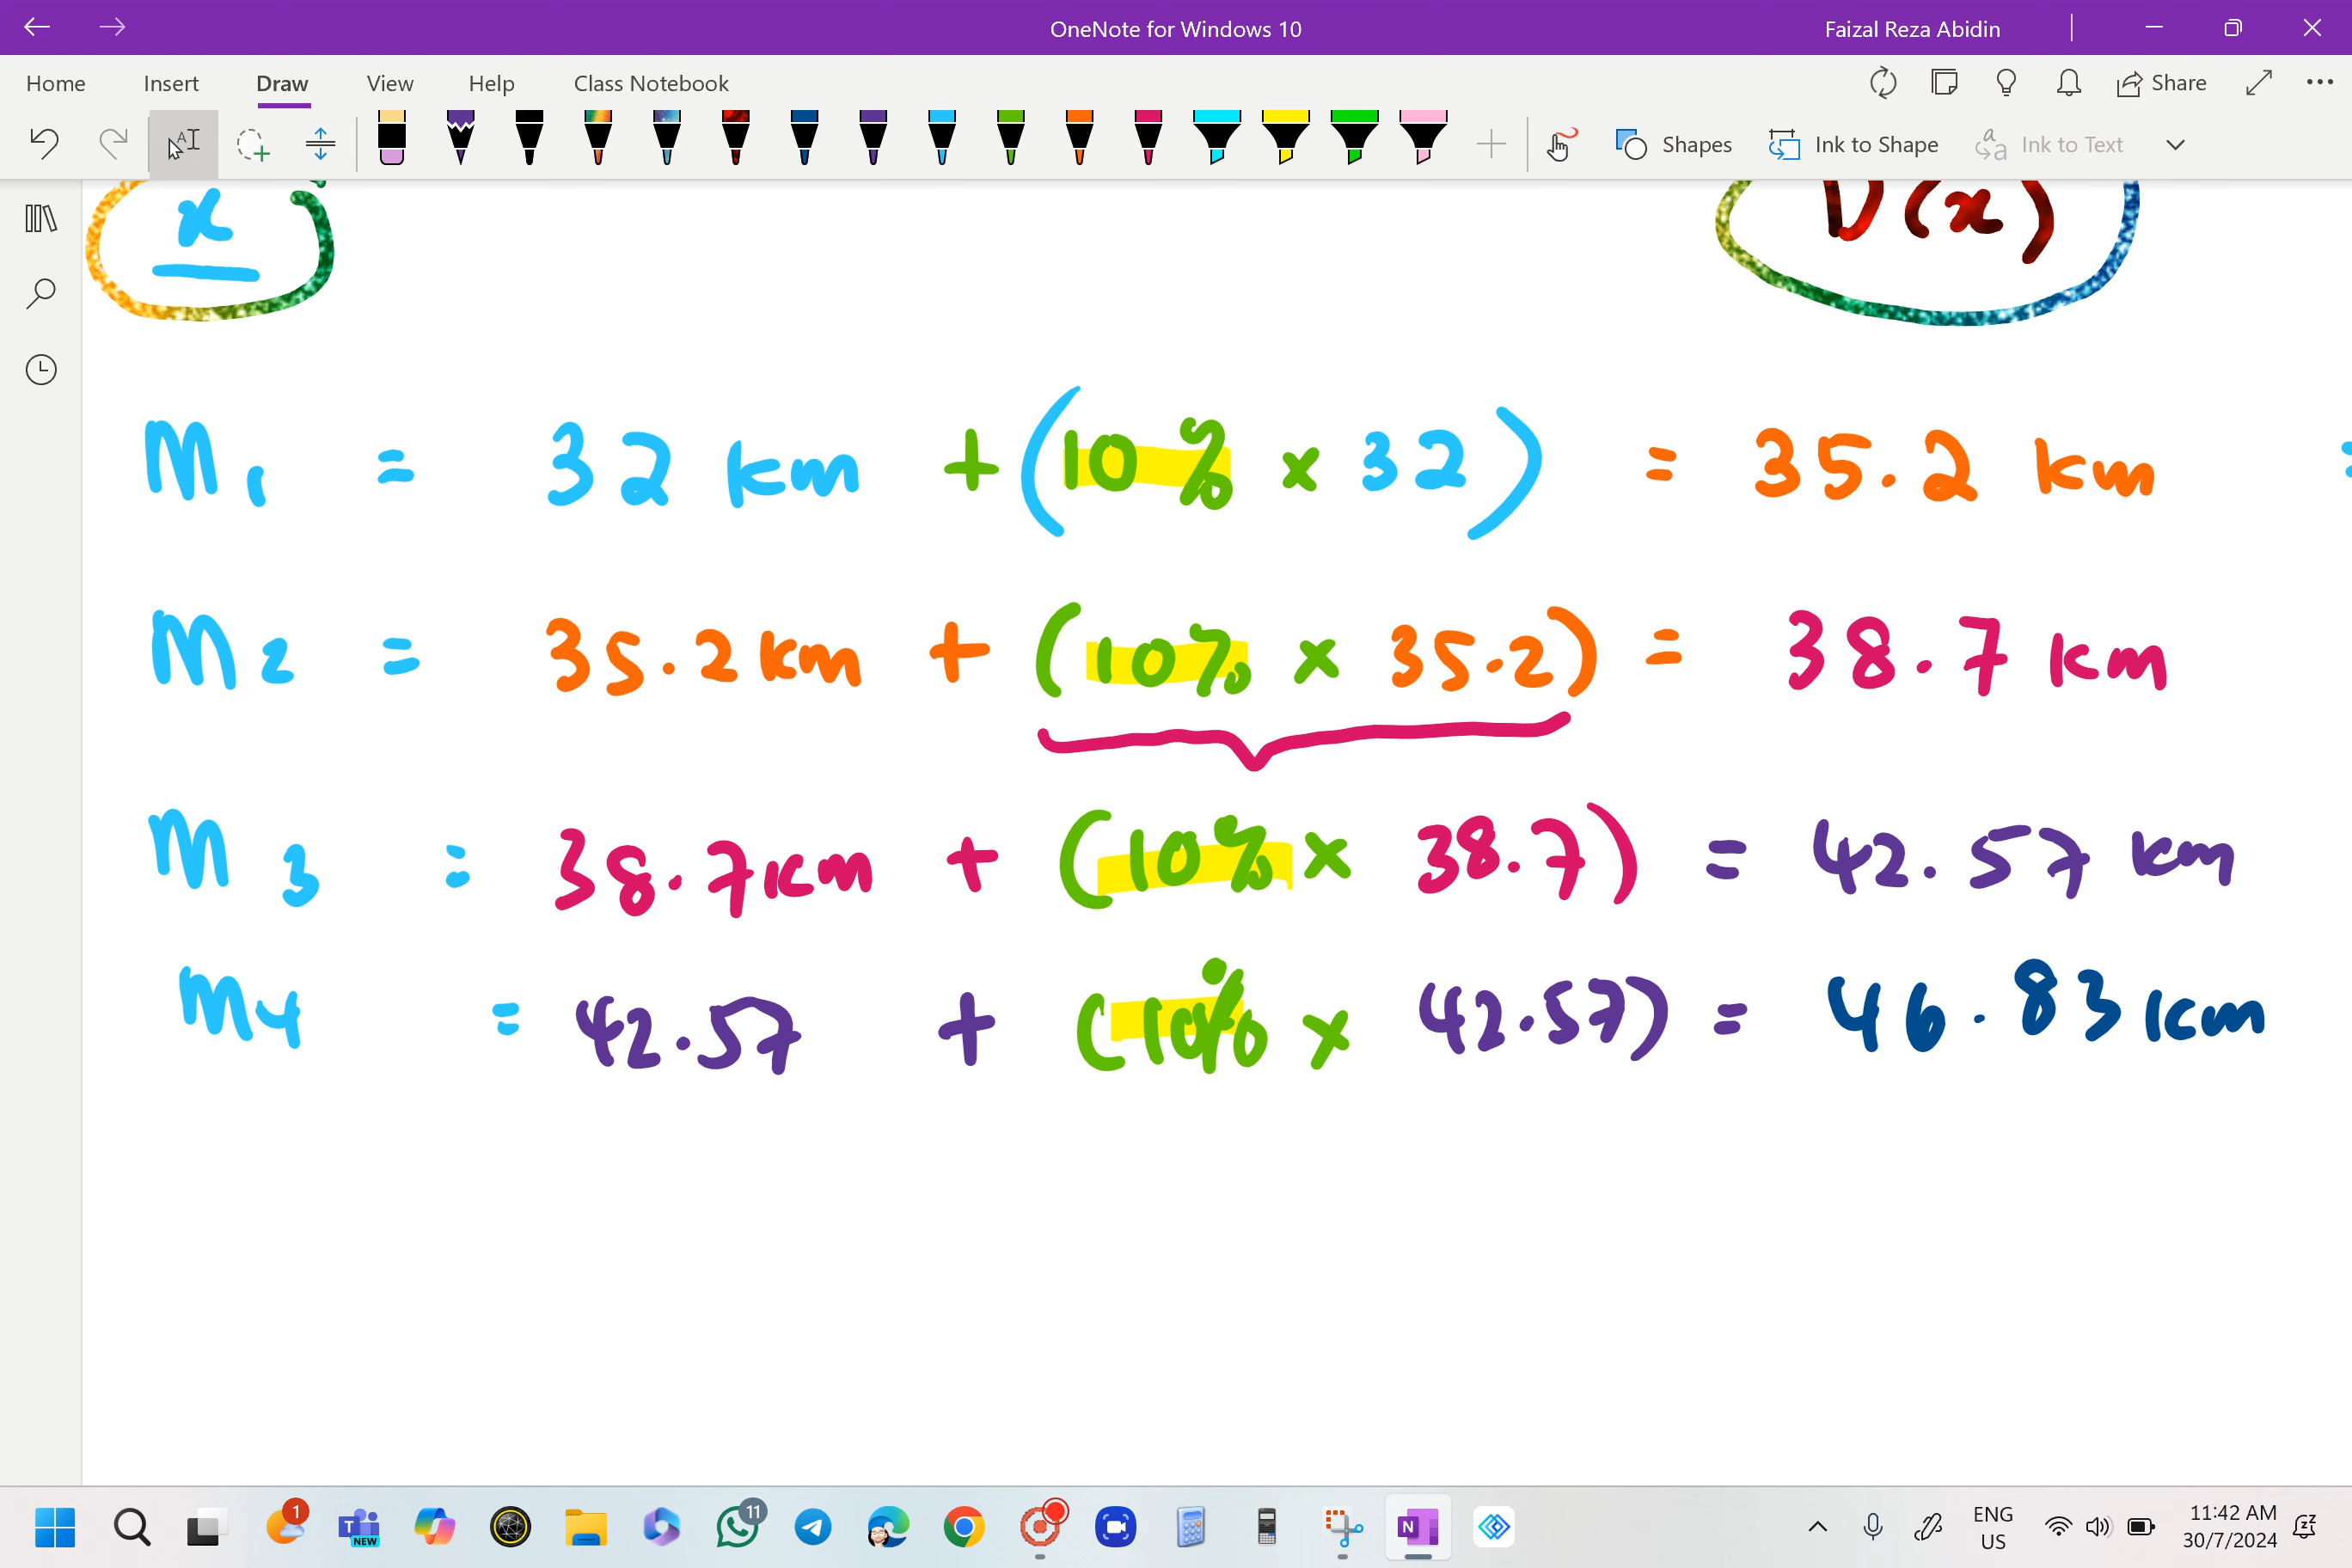 OneNote for Windows 10 Faizal Reza Abidin
Home Insert Draw View Help Class Notebook Share
Shapes Ink to Shape Ink to Text
x D(x)
M1 = 32 km + (10% x 32) = 35.2 km =
M2 = 35.2 km + (10% x 35.2) = 38.7 km
M3 = 38.7 km + (10% x 38.7) = 42.57 km
M4 = 42.57 + (10% x 42.57) = 46.83 km
1 NEW 11 ENG 11:42 AM
US 30/7/2024